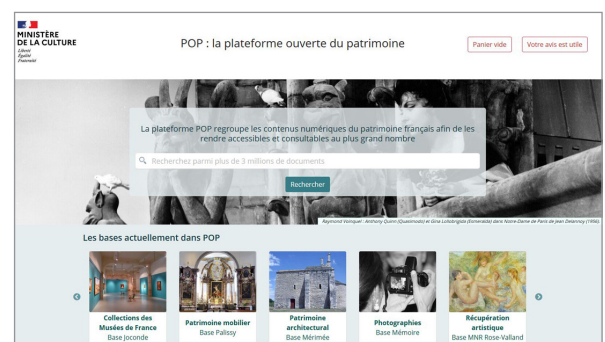 MINISTÈRE
DE LA CULTURE
Liberté
Égalité
Fraternité
POP : la plateforme ouverte du patrimoine
Panier vide
Votre avis est utile
La plateforme POP regroupe les contenus numériques du patrimoine français afin de les
rendre accessibles et consultables au plus grand nombre
Recherchez parmi plus de 3 millions de documents
Rechercher
Raymond Voinquel : Anthony Quinn (Quasimodo) et Gina Lollobrigida (Esmeralda) dans Notre-Dame de Paris de Jean Delannoy (1956).
Les bases actuellement dans POP
Collections des
Musées de France
Base Joconde
Patrimoine mobilier
Base Palissy
Patrimoine
architectural
Base Mérimée
Photographies
Base Mémoire
Récupération
artistique
Base MNR Rose-Valland